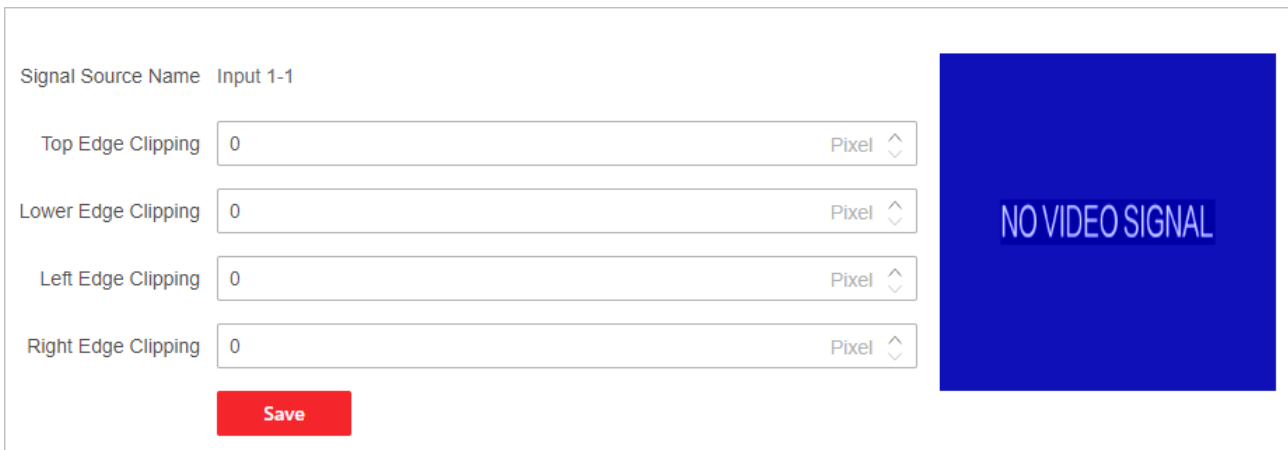 Signal Source Name Input 1-1
Top Edge Clipping 0 Pixel
Lower Edge Clipping 0 Pixel
Left Edge Clipping 0 Pixel
Right Edge Clipping 0 Pixel
Save
NO VIDEO SIGNAL